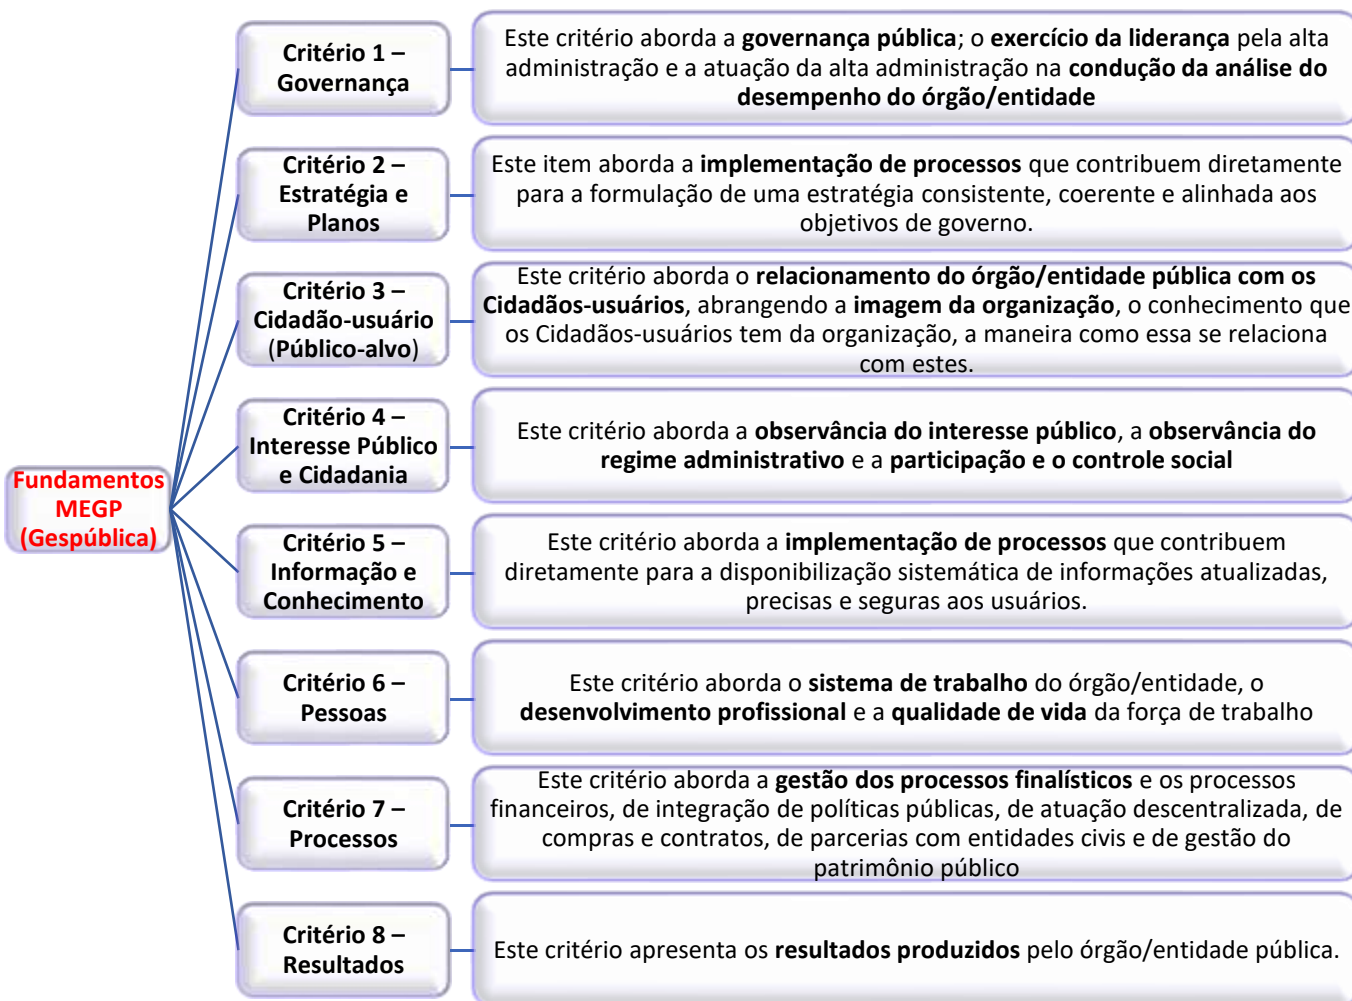 Fundamentos
MEGP
(Gespública)
Critério 1 –
Governança
Este critério aborda a governança pública; o exercício da liderança pela alta
administração e a atuação da alta administração na condução da análise do
desempenho do órgão/entidade
Critério 2 –
Estratégia e
Planos
Este item aborda a implementação de processos que contribuem diretamente
para a formulação de uma estratégia consistente, coerente e alinhada aos
objetivos de governo.
Critério 3 –
Cidadão-usuário
(Público-alvo)
Este critério aborda o relacionamento do órgão/entidade pública com os
Cidadãos-usuários, abrangendo a imagem da organização, o conhecimento que
os Cidadãos-usuários tem da organização, a maneira como essa se relaciona
com estes.
Critério 4 –
Interesse Público
e Cidadania
Este critério aborda a observância do interesse público, a observância do
regime administrativo e a participação e o controle social
Critério 5 –
Informação e
Conhecimento
Este critério aborda a implementação de processos que contribuem
diretamente para a disponibilização sistemática de informações atualizadas,
precisas e seguras aos usuários.
Critério 6 –
Pessoas
Este critério aborda o sistema de trabalho do órgão/entidade, o
desenvolvimento profissional e a qualidade de vida da força de trabalho
Critério 7 –
Processos
Este critério aborda a gestão dos processos finalísticos e os processos
financeiros, de integração de políticas públicas, de atuação descentralizada, de
compras e contratos, de parcerias com entidades civis e de gestão do
patrimônio público
Critério 8 –
Resultados
Este critério apresenta os resultados produzidos pelo órgão/entidade pública.